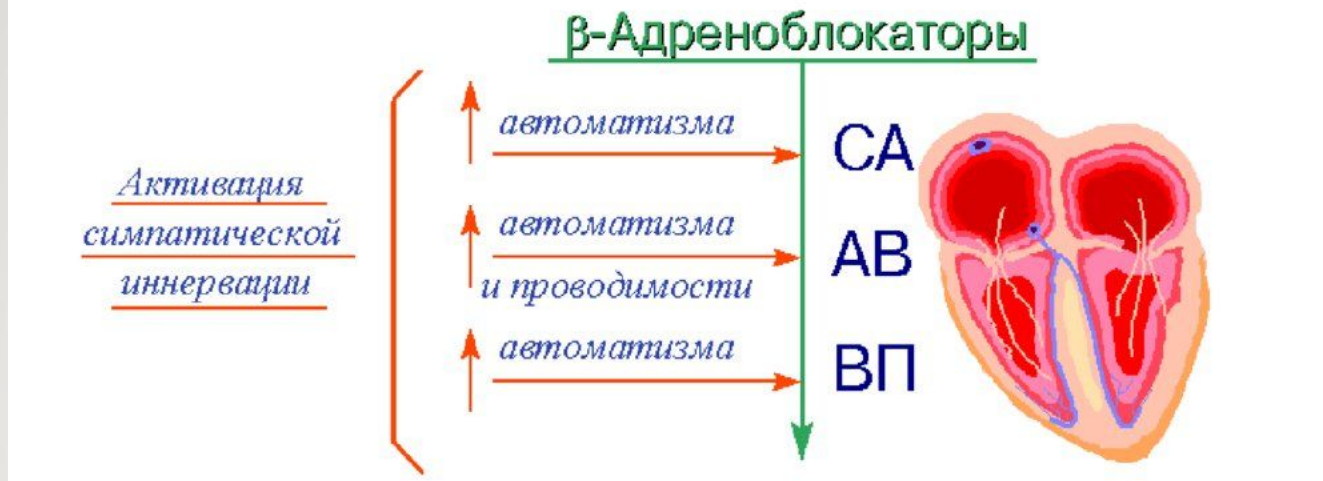 β-Адреноблокаторы
Активация
симпатической
иннервации
автоматизма
СА
автоматизма
и проводимости
АВ
автоматизма
ВП